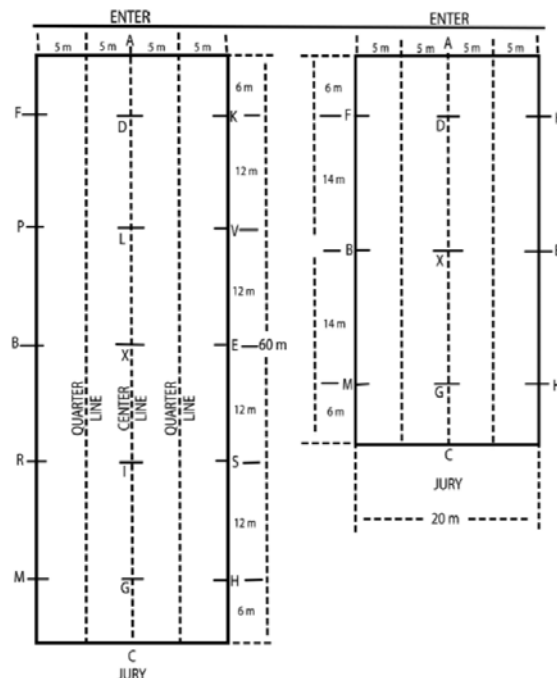 ENTER ENTER
5 m 5 m A 5 m 5 m 5 m 5 m A 5 m 5 m
6 m 6 m
F D K F D
12 m 14 m
P L V
12 m B X
B X E 60 m 14 m
QUARTER LINE CENTER LINE QUARTER LINE
12 m M G H
6 m
R I S C
JURY
12 m 20 m
M G H
6 m
C
JURY